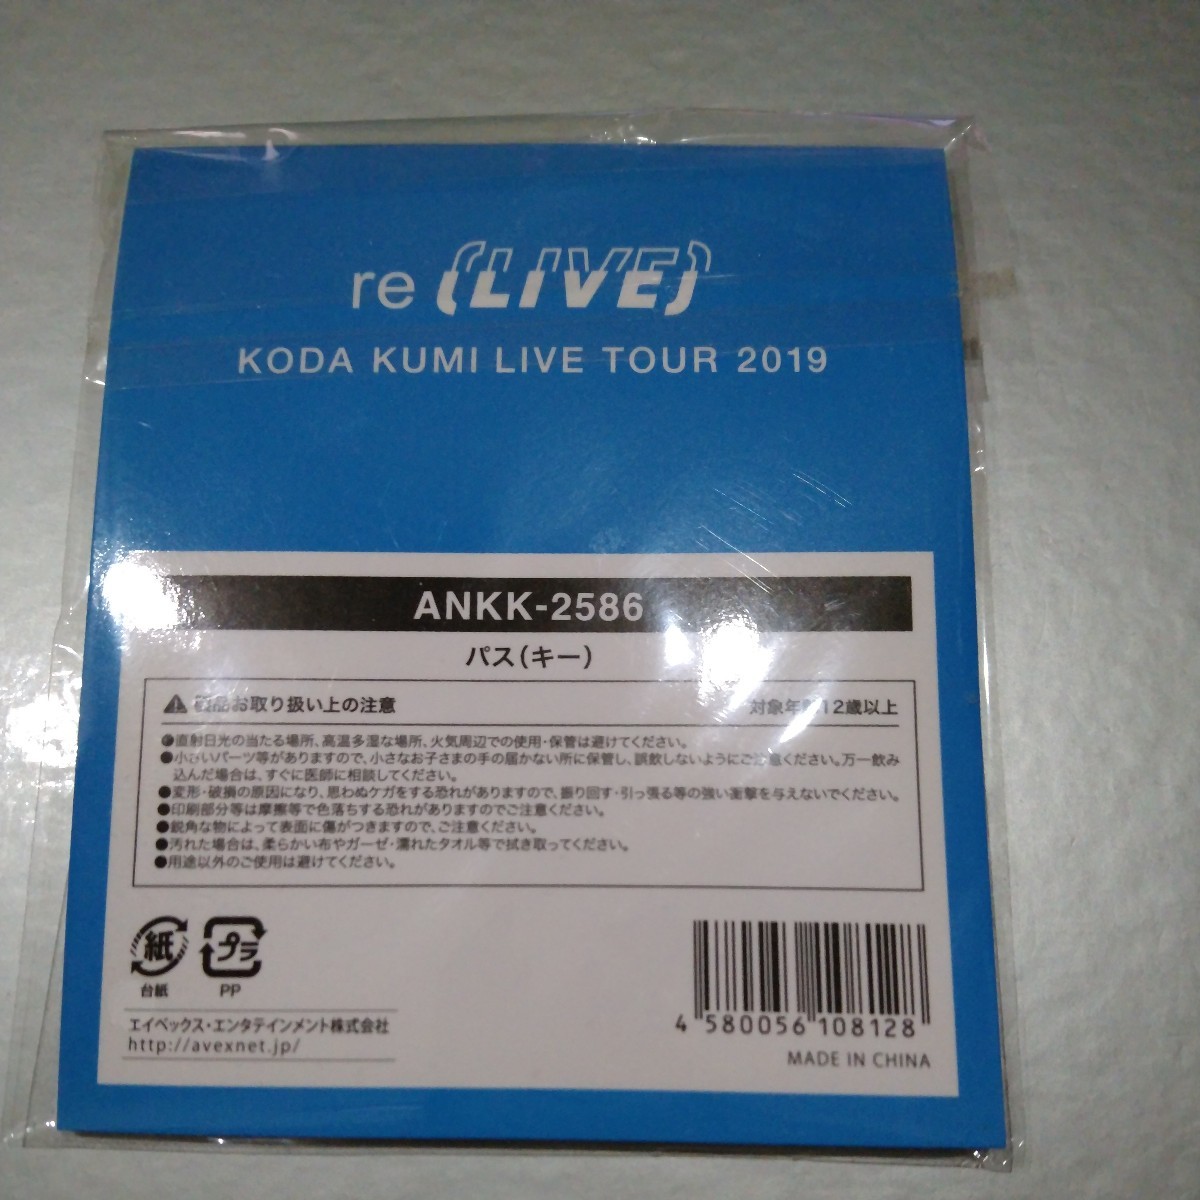 re (LIVE)
KODA KUMI LIVE TOUR 2019
ANKK-2586
パス(キー)
お取り扱い上の注意 対象年 12歳以上
●直射日光の当たる場所、高温多湿な場所、火気周辺での使用・保管は避けてください。
●小さいパーツ等がありますので、小さなお子さまの手の届かない所に保管し、誤飲しないようにご注意ください。万一飲み
込んだ場合は、すぐに医師に相談してください。
●変形・破損の原因になり、思わぬケガをする恐れがありますので、振り回す・引っ張る等の強い衝撃を与えないでください。
●印刷部分等は摩擦等で色落ちする恐れがありますのでご注意ください。
●鋭角な物によって表面に傷がつきますので、ご注意ください。
●汚れた場合は、柔らかい布やガーゼ・濡れたタオル等で拭き取ってください。
●用途以外のご使用は避けてください。
紙 プラ
台紙 PP
エイベックス・エンタテインメント株式会社
http://avexnet.jp/
4 580056 108128
MADE IN CHINA